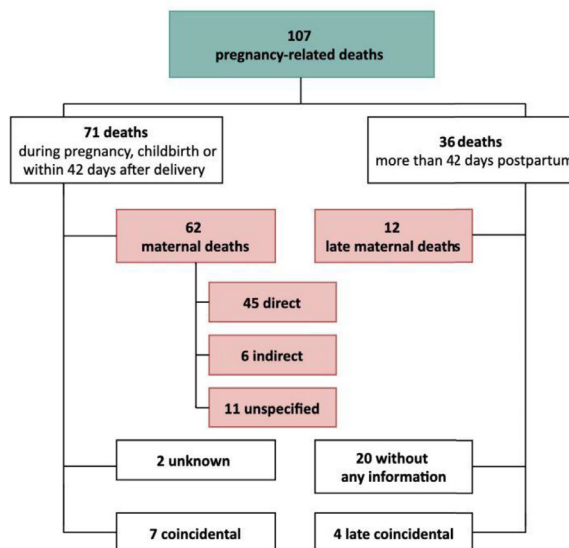 107
pregnancy-related deaths
71 deaths
during pregnancy, childbirth or
within 42 days after delivery
36 deaths
more than 42 days postpartum
62
maternal deaths
12
late maternal deaths
45 direct
6 indirect
11 unspecified
2 unknown
20 without
any information
7 coincidental
4 late coincidental